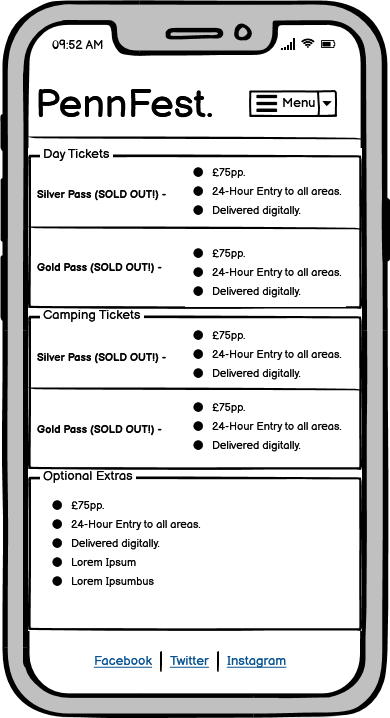 09:52 AM
PennFest.
Menu
Day Tickets
Silver Pass (SOLD OUT!) -
£75pp.
24-Hour Entry to all areas.
Delivered digitally.
Gold Pass (SOLD OUT!) -
£75pp.
24-Hour Entry to all areas.
Delivered digitally.
Camping Tickets
Silver Pass (SOLD OUT!) -
£75pp.
24-Hour Entry to all areas.
Delivered digitally.
Gold Pass (SOLD OUT!) -
£75pp.
24-Hour Entry to all areas.
Delivered digitally.
Optional Extras
£75pp.
24-Hour Entry to all areas.
Delivered digitally.
Lorem Ipsum
Lorem Ipsumbus
Facebook | Twitter | Instagram